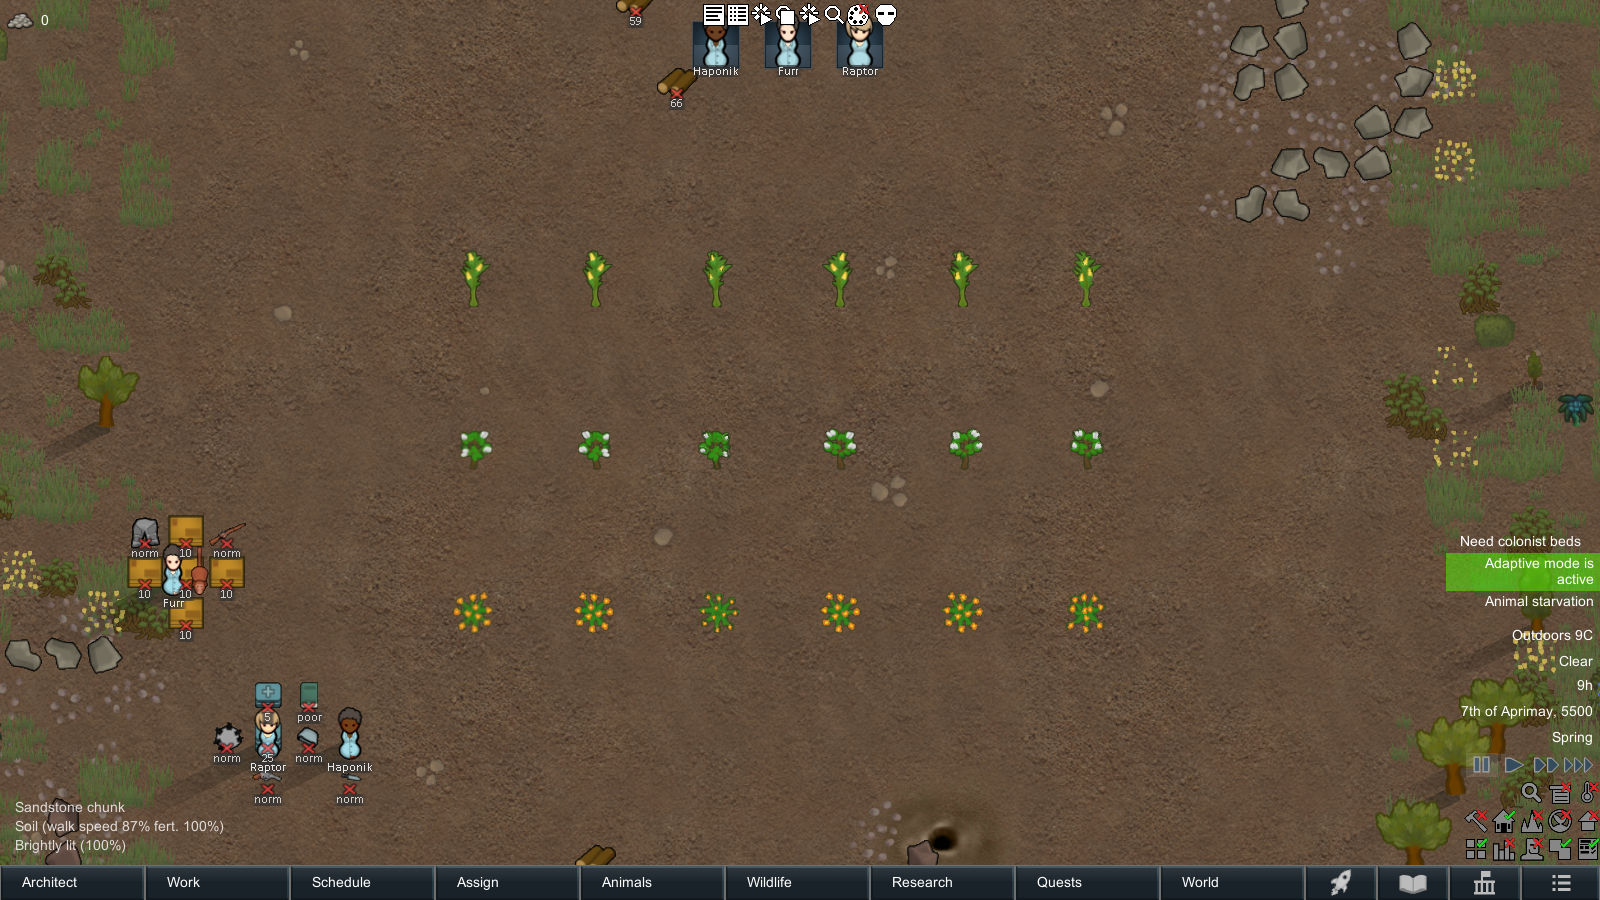 0
59
Haponik
Furr
Raptor
66
norm
10
norm
10
10
10
Furr
10
5
poor
norm
25
norm
Raptor
Haponik
norm
norm
Need colonist beds
Adaptive mode is
active
Animal starvation
Outdoors 9C
Clear
9h
7th of Aprimay, 5500
Spring
Sandstone chunk
Soil (walk speed 87% fert. 100%)
Brightly lit (100%)
Architect
Work
Schedule
Assign
Animals
Wildlife
Research
Quests
World